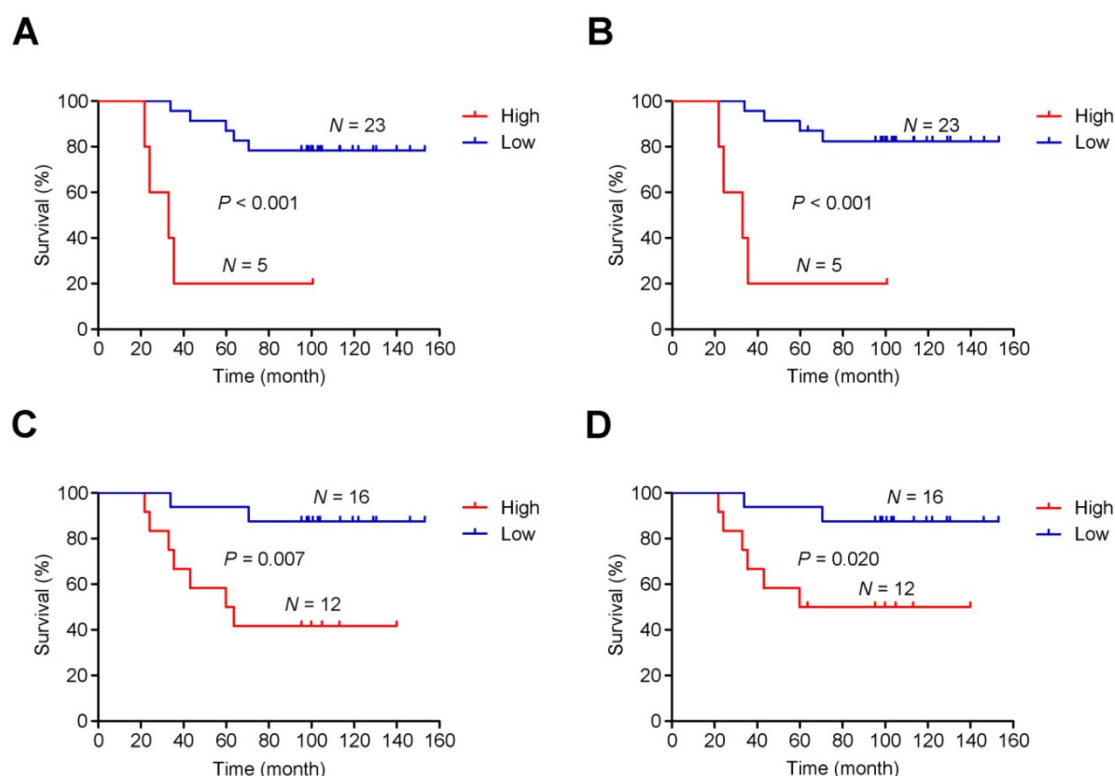 A
Survival (%)
100
80
60
40
20
0
0 20 40 60 80 100 120 140 160
Time (month)
N = 23
P < 0.001
N = 5
High
Low
B
Survival (%)
100
80
60
40
20
0
0 20 40 60 80 100 120 140 160
Time (month)
N = 23
P < 0.001
N = 5
High
Low
C
Survival (%)
100
80
60
40
20
0
0 20 40 60 80 100 120 140 160
Time (month)
N = 16
P = 0.007
N = 12
High
Low
D
Survival (%)
100
80
60
40
20
0
0 20 40 60 80 100 120 140 160
Time (month)
N = 16
P = 0.020
N = 12
High
Low